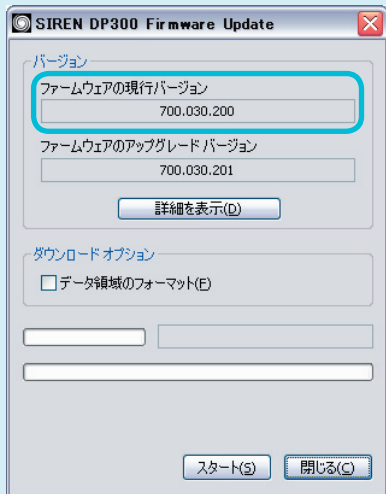 SIREN DP300 Firmware Update
バージョン
ファームウェアの現行バージョン
700.030.200
ファームウェアのアップグレード バージョン
700.030.201
詳細を表示(D)
ダウンロード オプション
データ領域のフォーマット(F)
スタート(S)
閉じる(C)